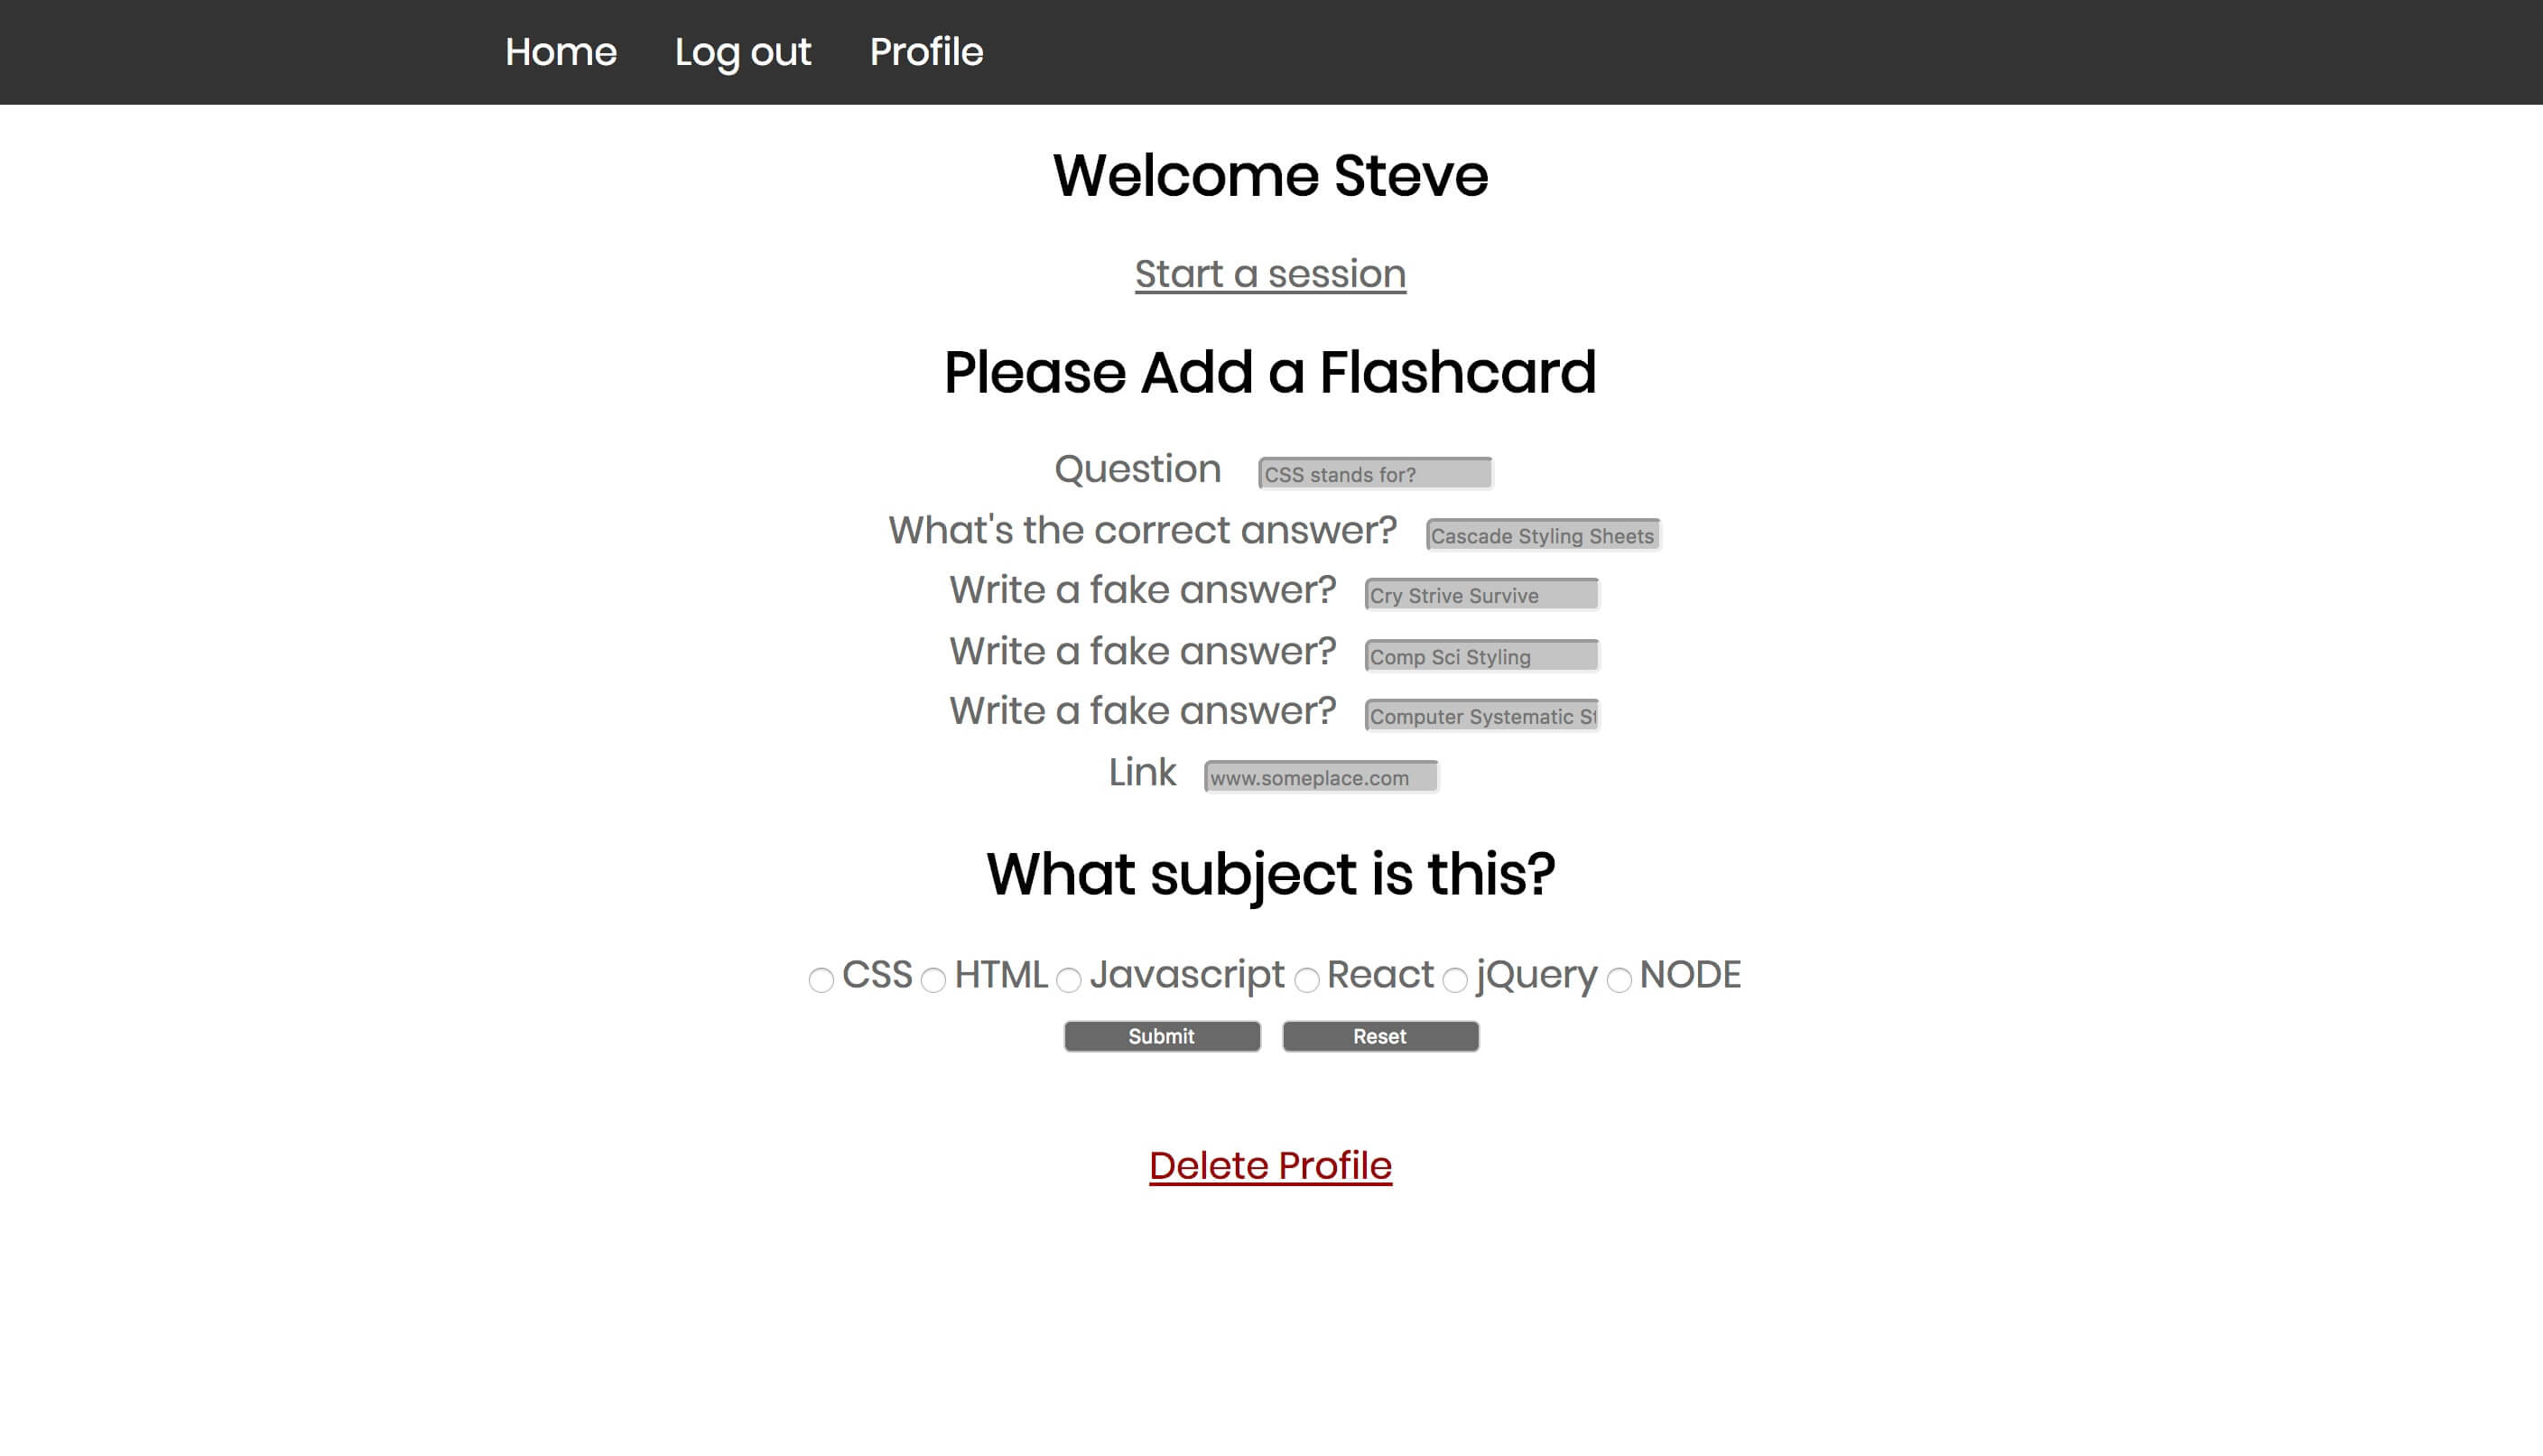 Home Log out Profile
Welcome Steve
Start a session
Please Add a Flashcard
Question CSS stands for?
What's the correct answer? Cascade Styling Sheets
Write a fake answer? Cry Strive Survive
Write a fake answer? Comp Sci Styling
Write a fake answer? Computer Systematic
Link www.someplace.com
What subject is this?
CSS HTML Javascript React jQuery NODE
Submit Reset
Delete Profile